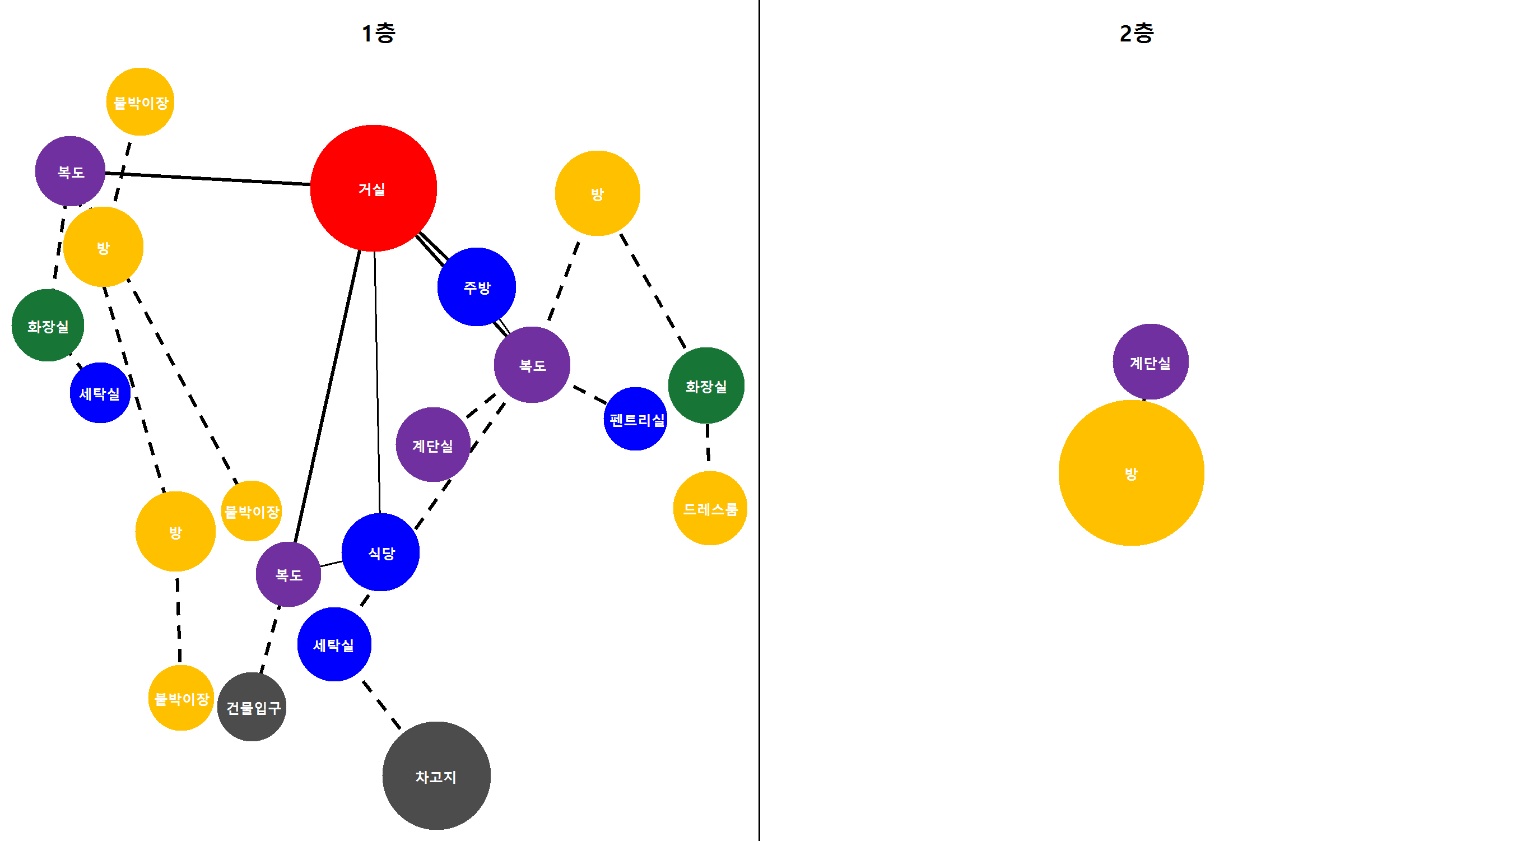 1층
2층
붙박이장
복도
거실
방
방
주방
화장실
복도
계단실
세탁실
화장실
펜트리실
계단실
방
드레스룸
붙박이장
방
식당
복도
세탁실
붙박이장
건물입구
차고지